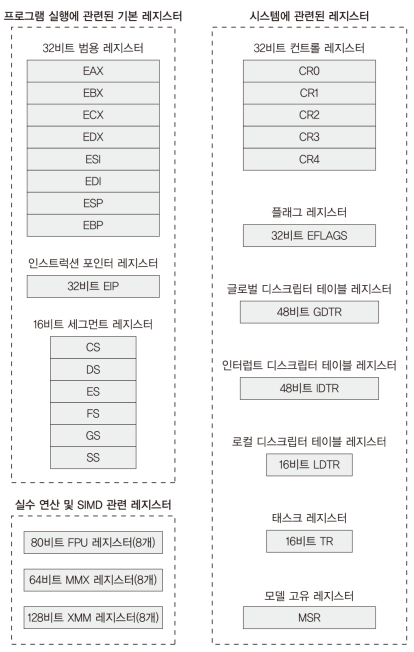 프로그램 실행에 관련된 기본 레지스터
32비트 범용 레지스터
EAX
EBX
ECX
EDX
ESI
EDI
ESP
EBP
인스트럭션 포인터 레지스터
32비트 EIP
16비트 세그먼트 레지스터
CS
DS
ES
FS
GS
SS
실수 연산 및 SIMD 관련 레지스터
80비트 FPU 레지스터(8개)
64비트 MMX 레지스터(8개)
128비트 XMM 레지스터(8개)
시스템에 관련된 레지스터
32비트 컨트롤 레지스터
CR0
CR1
CR2
CR3
CR4
플래그 레지스터
32비트 EFLAGS
글로벌 디스크립터 테이블 레지스터
48비트 GDTR
인터럽트 디스크립터 테이블 레지스터
48비트 IDTR
로컬 디스크립터 테이블 레지스터
16비트 LDTR
태스크 레지스터
16비트 TR
모델 고유 레지스터
MSR